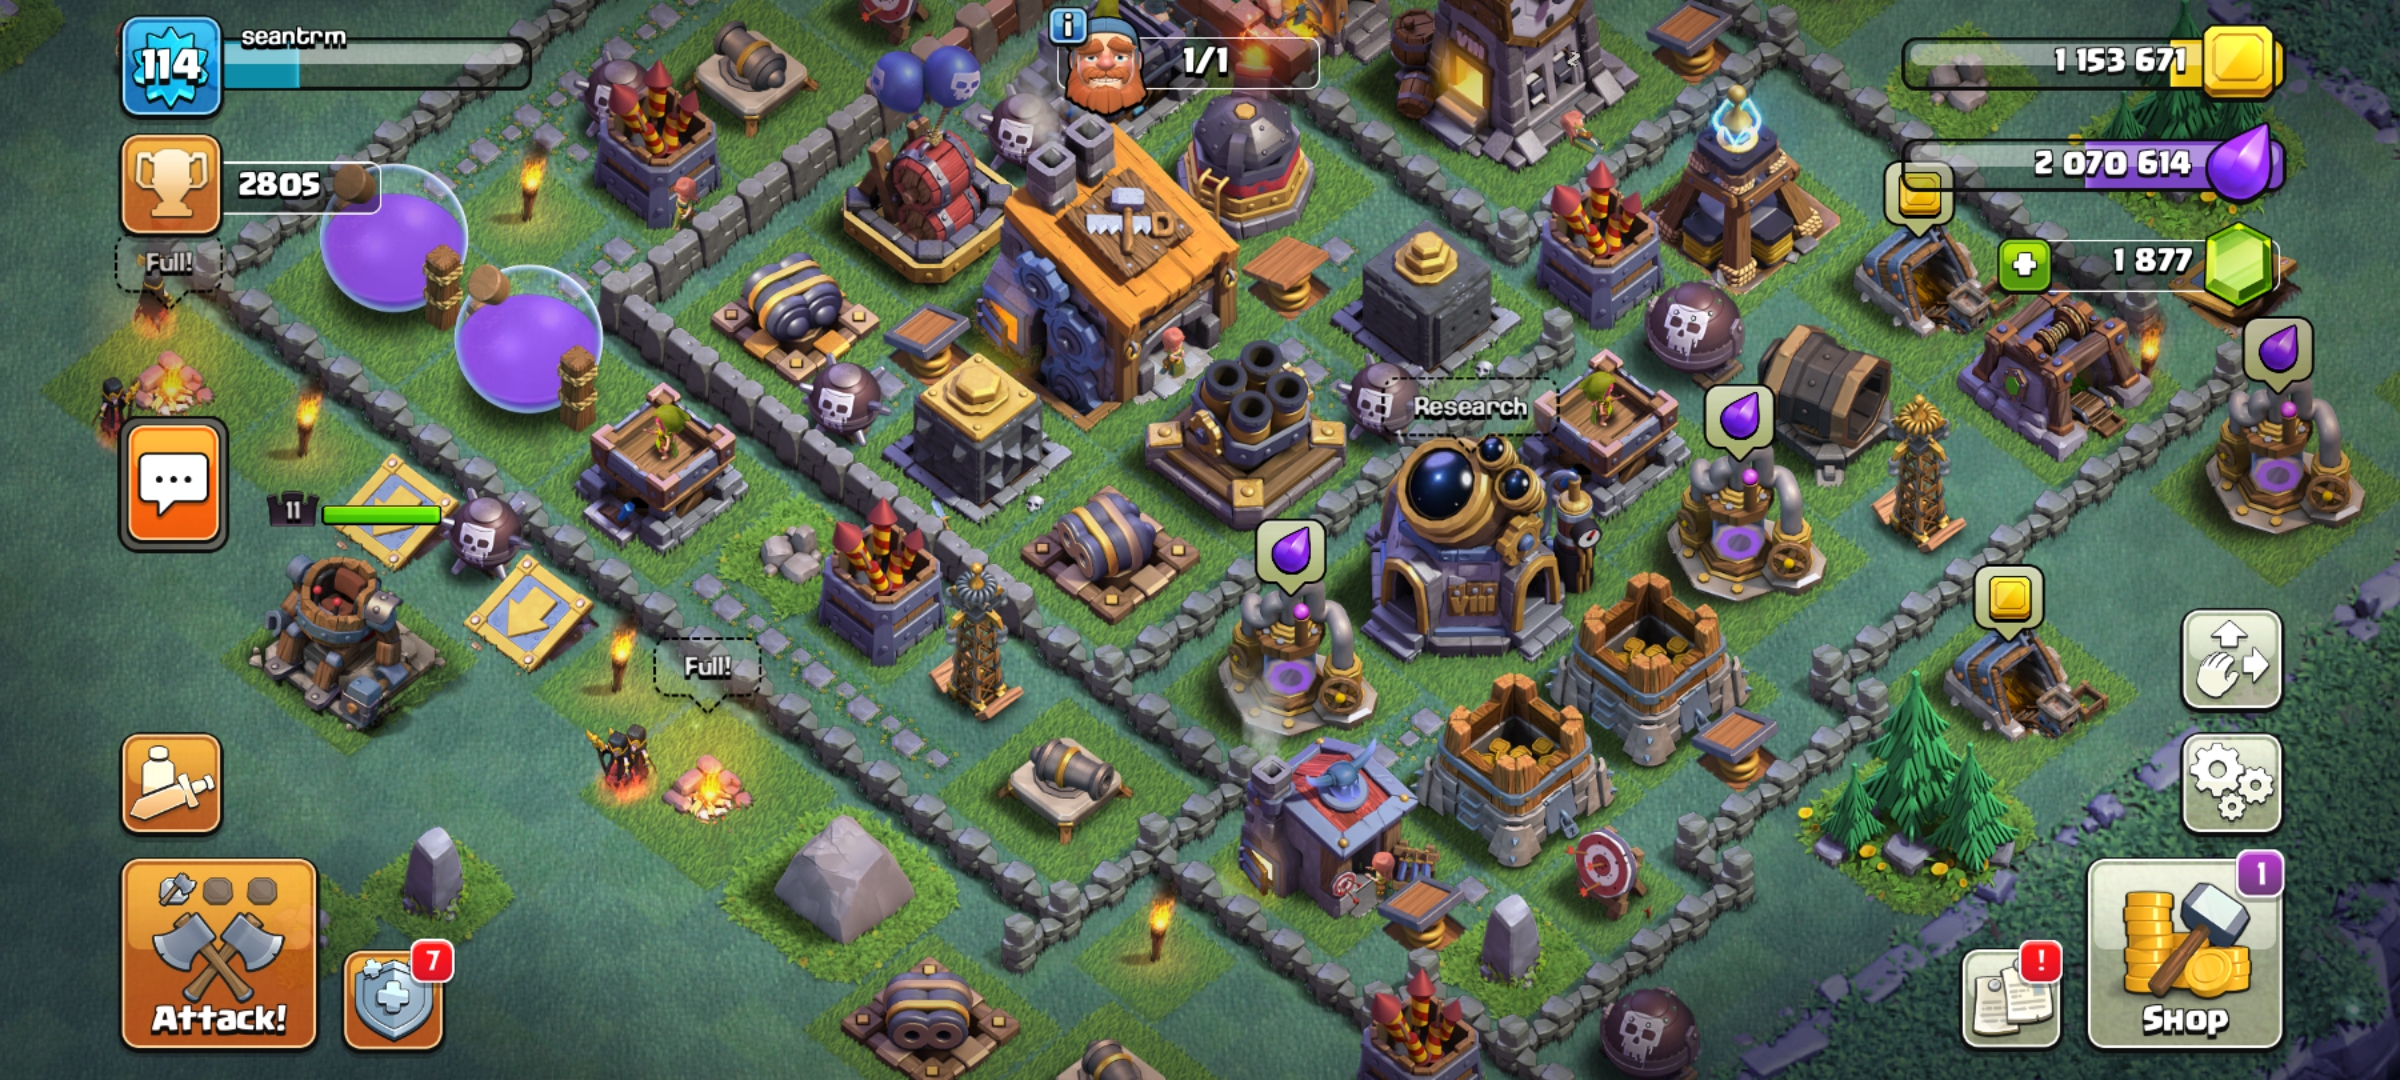 114
seantrm
1/1
1 153 671
2805
2 070 614
Full!
1 877
Research
11
VIII
Full!
7
1
!
Attack!
Shop